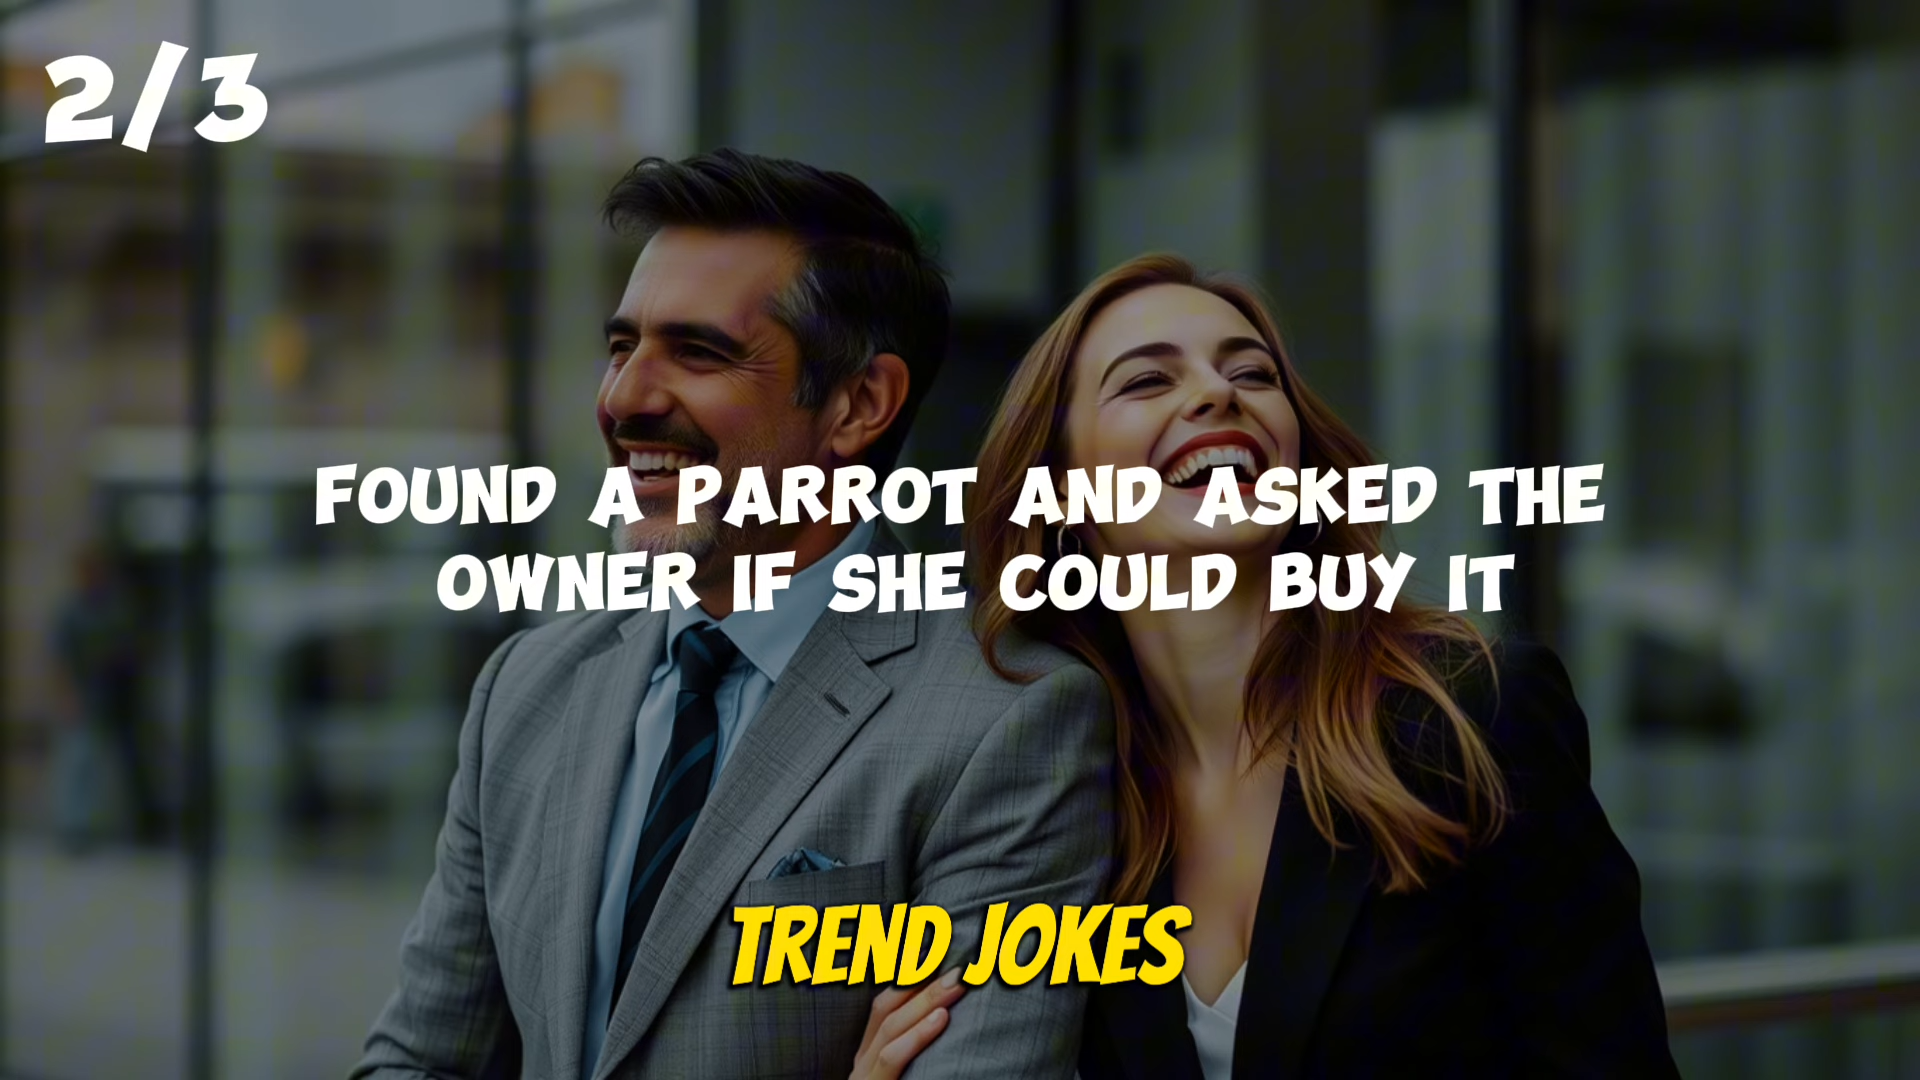 2/3
FOUND A PARROT AND ASKED THE
OWNER IF SHE COULD BUY IT
TREND JOKES